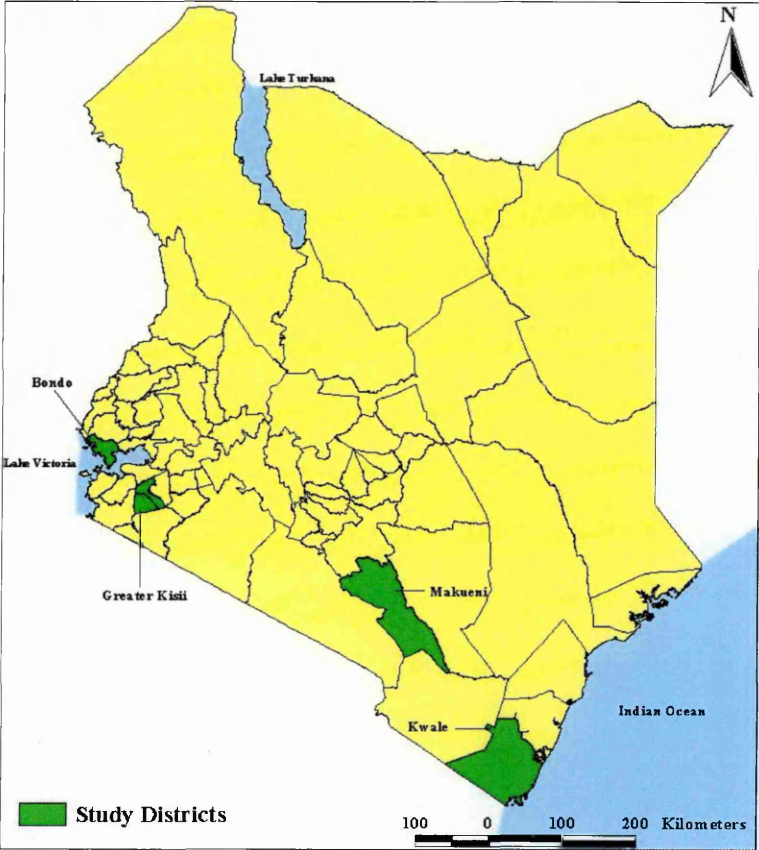 N
Lake Turkana
Bondo
Lake Victoria
Greater Kisii
Makueni
Indian Ocean
Kwale
Study Districts
100 0 100 200 Kilometers